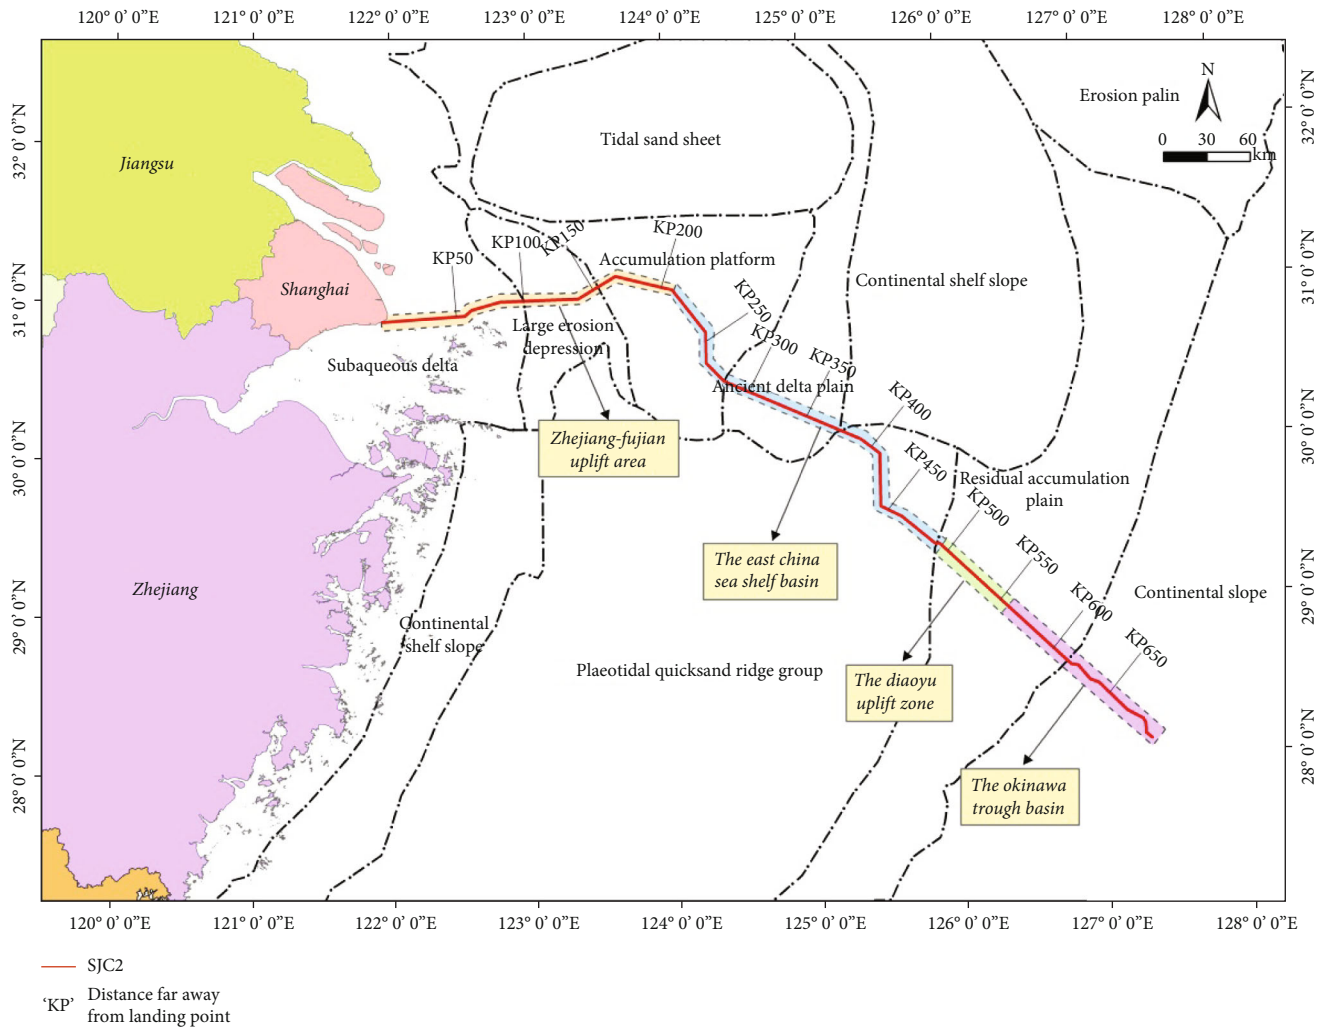 120° 0' 0”"E
121° 0' 0”"E
122° 0' 0”"E
123° 0' 0”"E
124° 0' 0”"E
125° 0' 0”"E
126° 0' 0”"E
127° 0' 0”"E
128° 0' 0”"E
32° 0' 0”"N
31° 0' 0”"N
30° 0' 0”"N
29° 0' 0”"N
28° 0' 0”"N
32° 0' 0”"N
31° 0' 0”"N
30° 0' 0”"N
29° 0' 0”"N
28° 0' 0”"N
N
0 30 60
km
Erosion palin
Tidal sand sheet
Jiangsu
Shanghai
Zhejiang
KP50
KP100
KP150
KP200
KP250
KP300
KP350
KP400
KP450
KP500
KP550
KP600
KP650
Accumulation platform
Continental shelf slope
Large erosion
depression
Subaqueous delta
Ancient delta plain
Zhejiang-fujian
uplift area
Residual accumulation
plain
The east china
sea shelf basin
Continental slope
Continental
shelf slope
Plaeotidal quicksand ridge group
The diaoyu
uplift zone
The okinawa
trough basin
120° 0' 0”"E
121° 0' 0”"E
122° 0' 0”"E
123° 0' 0”"E
124° 0' 0”"E
125° 0' 0”"E
126° 0' 0”"E
127° 0' 0”"E
128° 0' 0”"E
SJC2
‘KP’ Distance far away
from landing point